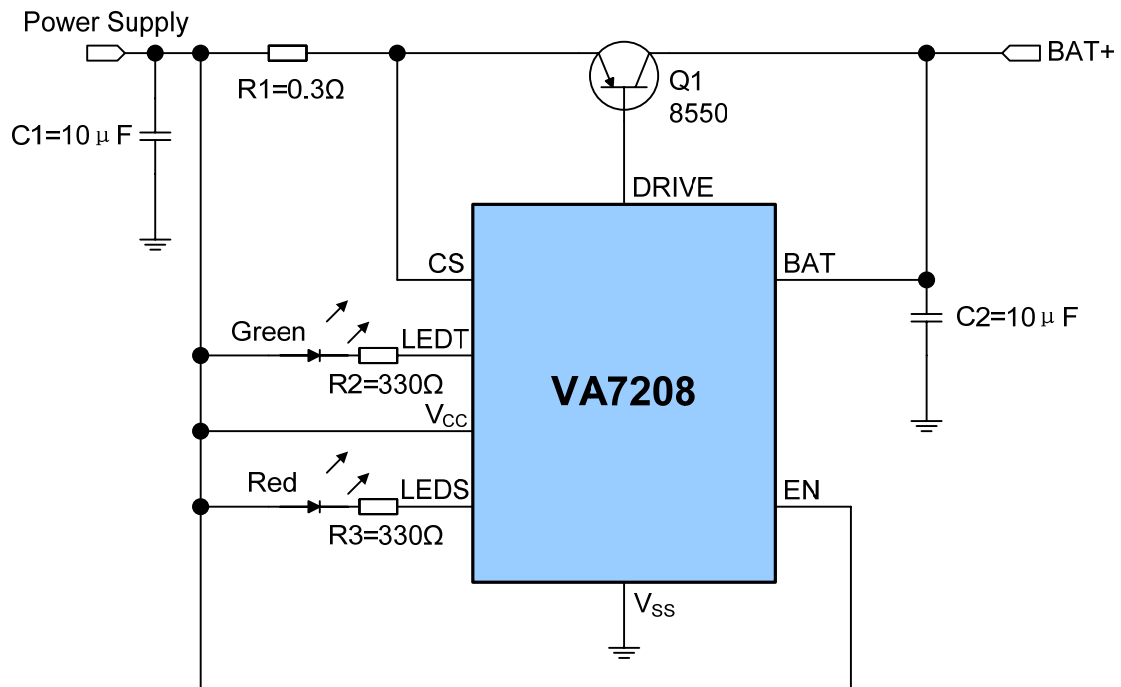 Power Supply
BAT+
R1=0.3Ω
Q1
8550
C1=10μF
DRIVE
CS
BAT
C2=10μF
Green
LEDT
R2=330Ω
VA7208
VCC
Red
LEDS
EN
R3=330Ω
VSS